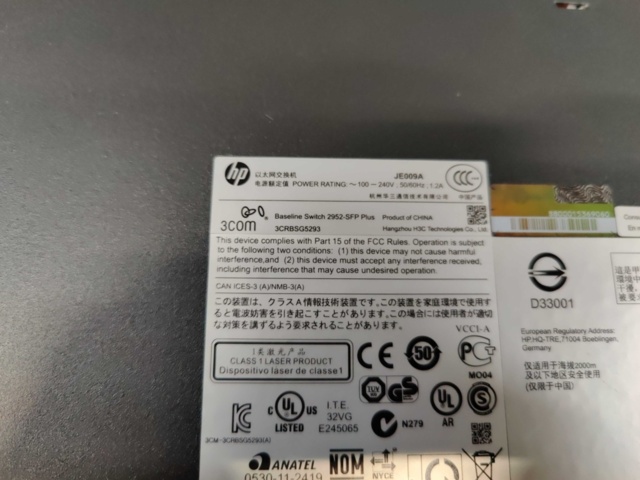 hp
以太网交换机
JE009A
电源额定值 POWER RATING: ~ 100 - 240V; 50/60Hz; 1.2A
CCC
杭州华三通信技术有限公司 中国产品
3COM
Baseline Switch 2952-SFP Plus Product of CHINA
3CRBSG5293 Hangzhou H3C Technologies Co., Ltd.
This device complies with Part 15 of the FCC Rules. Operation is subject
to the following two conditions: (1) this device may not cause harmful
interference,and (2) this device must accept any interference received,
including interference that may cause undesired operation.
CAN ICES-3 (A)/NMB-3(A)
この装置は、クラスA情報技術装置です。この装置を家庭環境で使用す
ると電波妨害を引き起こすことがあります。この場合には使用者が適切
な対策を講ずるよう要求されることがあります。
VCCI-A
1类激光产品
CLASS 1 LASER PRODUCT
Dispositivo láser de classe1
CE
50
MO04
TUV GS
UL
C US
LISTED
I.T.E.
32VG
E245065
N279
UL
AR
S
KC
3CM-3CRBSG5293(A)
ANATEL
0530-11-2419
NOM
NYCE
D33001
European Regulatory Address:
HP,HQ-TRE,71004 Boeblingen,
Germany
仅适用于海拔2000m
及以下地区安全使用
(仅限于中国)